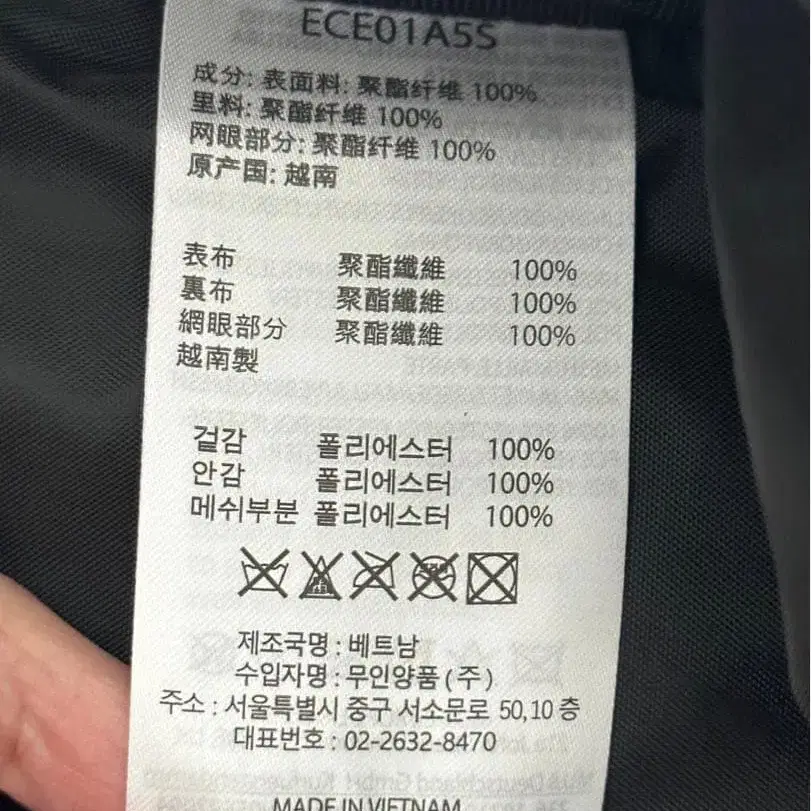 ECE01A5S
成分: 表面料: 聚酯纤维 100%
里料: 聚酯纤维 100%
网眼部分: 聚酯纤维 100%
原产国: 越南
表布 聚酯纖維 100%
裏布 聚酯纖維 100%
網眼部分 聚酯纖維 100%
越南製
겉감 폴리에스터 100%
안감 폴리에스터 100%
메쉬부분 폴리에스터 100%
제조국명 : 베트남
수입자명 : 무인양품 (주)
주소 : 서울특별시 중구 서소문로 50,10 층
대표번호 : 02-2632-8470
MADE IN VIETNAM